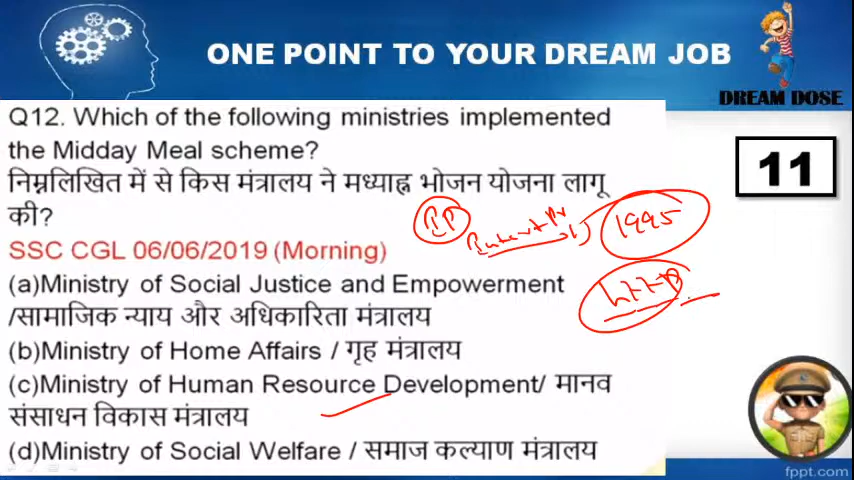 ONE POINT TO YOUR DREAM JOB
DREAM DOSE
Q12. Which of the following ministries implemented
the Midday Meal scheme?
11
निम्नलिखित में से किस मंत्रालय ने मध्याह्न भोजन योजना लागू
की?
1995
SSC CGL 06/06/2019 (Morning)
(a)Ministry of Social Justice and Empowerment
/सामाजिक न्याय और अधिकारिता मंत्रालय
(b)Ministry of Home Affairs / गृह मंत्रालय
(c)Ministry of Human Resource Development/ मानव
संसाधन विकास मंत्रालय
(d)Ministry of Social Welfare / समाज कल्याण मंत्रालय
fppt.com